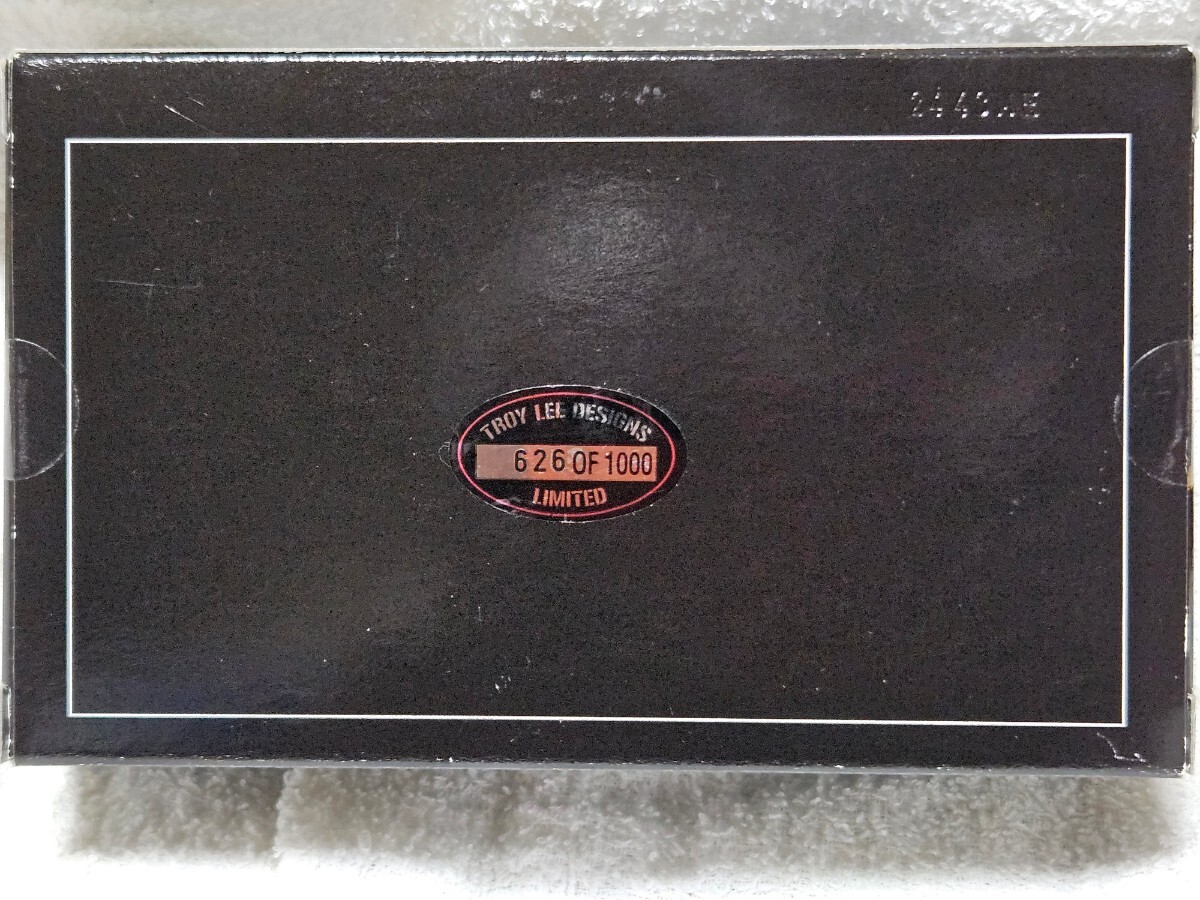 TROY LEE DESIGNS
626 OF 1000
LIMITED